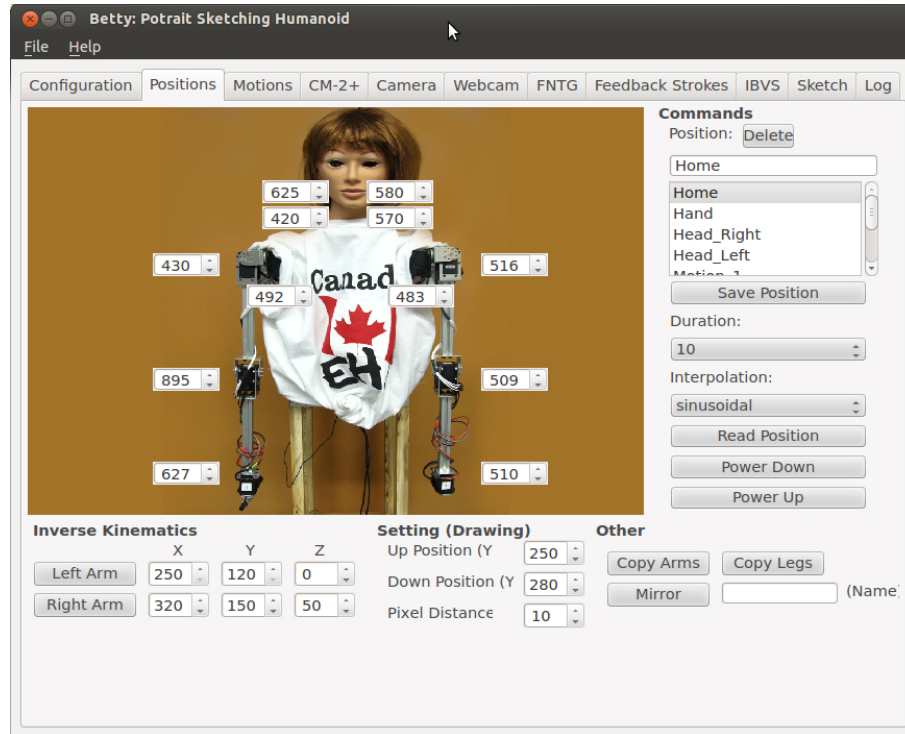 Betty: Potrait Sketching Humanoid
File Help
Configuration Positions Motions CM-2+ Camera Webcam FNTG Feedback Strokes IBVS Sketch Log
625 580
420 570
430 516
492 483
895 509
627 510
Canad
EH
Commands
Position: Delete
Home
Home
Hand
Head_Right
Head_Left
Motion_1
Save Position
Duration:
10
Interpolation:
sinusoidal
Read Position
Power Down
Power Up
Inverse Kinematics
X Y Z
Left Arm 250 120 0
Right Arm 320 150 50
Setting (Drawing)
Up Position (Y 250
Down Position (Y 280
Pixel Distance 10
Other
Copy Arms Copy Legs
Mirror (Name)